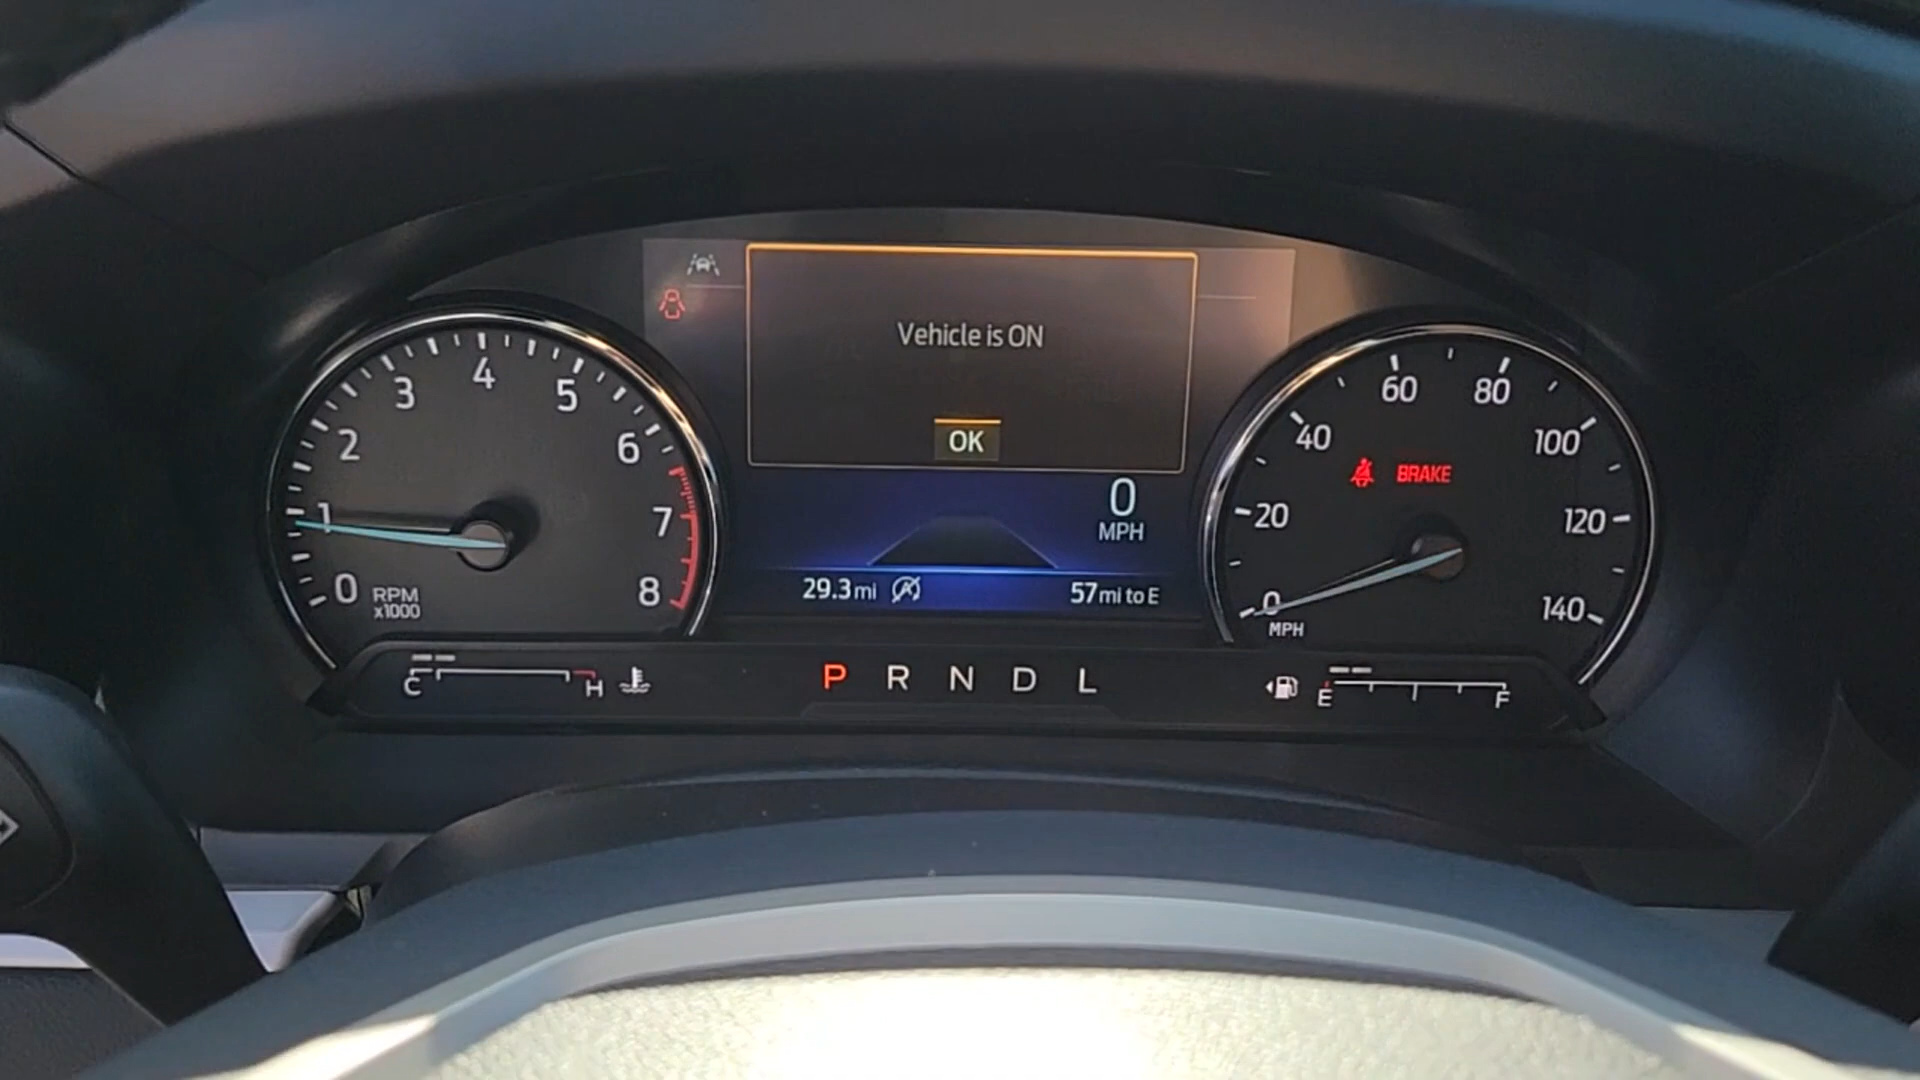 Vehicle is ON
OK
0 1 2 3 4 5 6 7 8
RPM
x1000
0
MPH
29.3 mi
57 mi to E
0 20 40 60 80 100 120 140
MPH
BRAKE
C H
P R N D L
E F